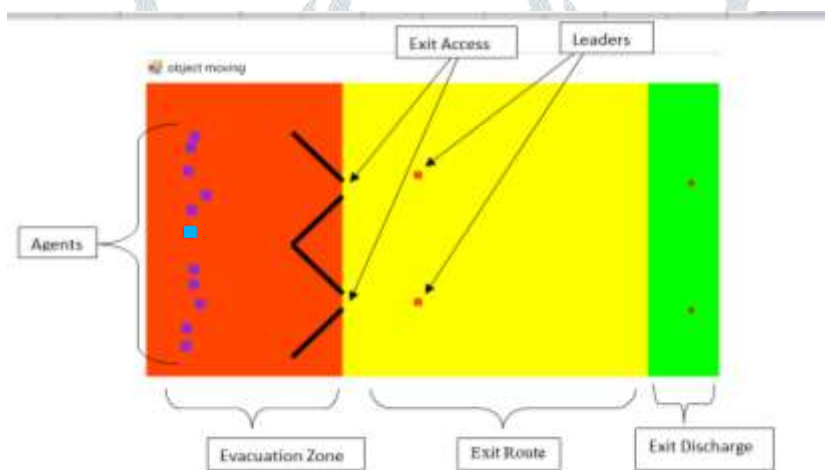 Exit Access
Leaders
object moving
Agents
Evacuation Zone
Exit Route
Exit Discharge